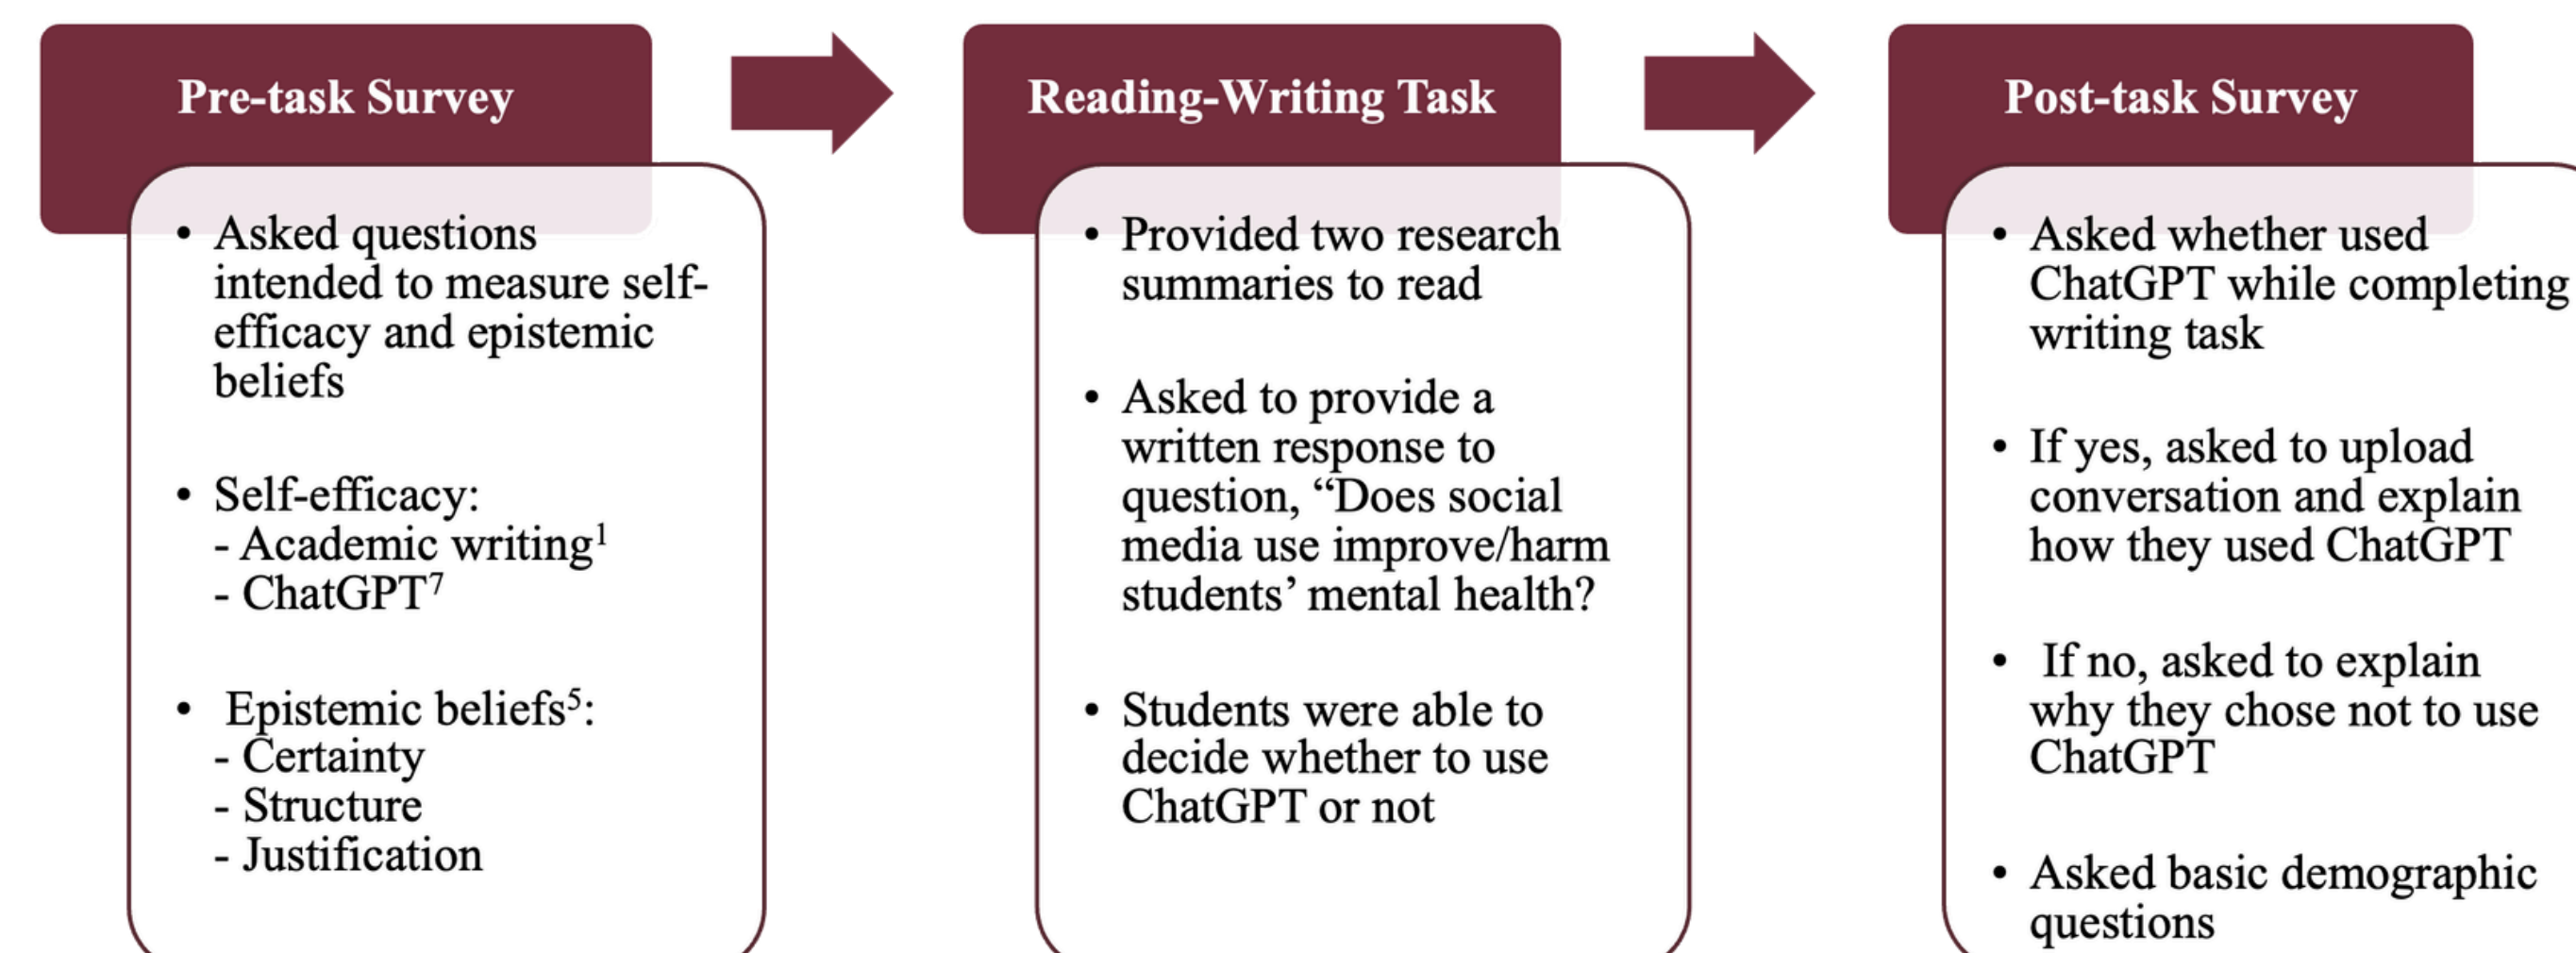 Pre-task Survey
• Asked questions
intended to measure self-
efficacy and epistemic
beliefs
• Self-efficacy:
- Academic writing¹
- ChatGPT⁷
• Epistemic beliefs⁵:
- Certainty
- Structure
- Justification
Reading-Writing Task
• Provided two research
summaries to read
• Asked to provide a
written response to
question, “Does social
media use improve/harm
students’ mental health?
• Students were able to
decide whether to use
ChatGPT or not
Post-task Survey
• Asked whether used
ChatGPT while completing
writing task
• If yes, asked to upload
conversation and explain
how they used ChatGPT
• If no, asked to explain
why they chose not to use
ChatGPT
• Asked basic demographic
questions